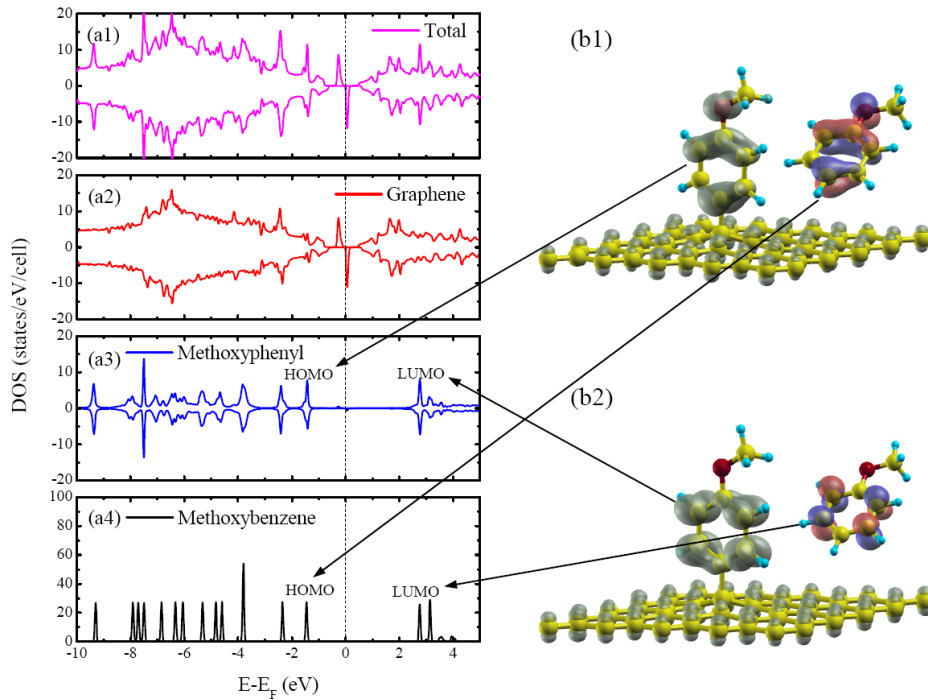 20
(a1)
Total
(b1)
10
0
10
20
20
(a2)
Graphene
10
0
10
20
DOS (states/eV/cell)
20
(a3)
Methoxyphenyl
HOMO
LUMO
10
0
10
20
(b2)
100
(a4)
Methoxybenzene
80
60
40
HOMO
LUMO
20
0
-10 -8 -6 -4 -2 0 2 4
E-E_F (eV)